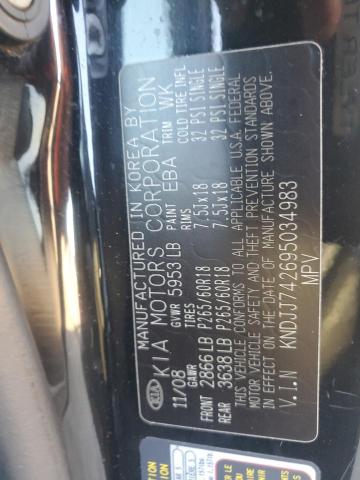 MANUFACTURED IN KOREA BY
KIA MOTORS CORPORATION
KIA
11/08 GVWR 5953 LB PAINT EBA TRIM WK
GAWR TIRES RIMS COLD TIRE INFL
FRONT 2866 LB P265/60R18 7.5JX18 32 PSI SINGLE
REAR 3638 LB P265/60R18 7.5JX18 32 PSI SINGLE
THIS VEHICLE CONFORMS TO ALL APPLICABLE U.S.A. FEDERAL
MOTOR VEHICLE SAFETY AND THEFT PREVENTION STANDARDS
IN EFFECT ON THE DATE OF MANUFACTURE SHOWN ABOVE.
V.I.N KNDJJ742695034983
MPV